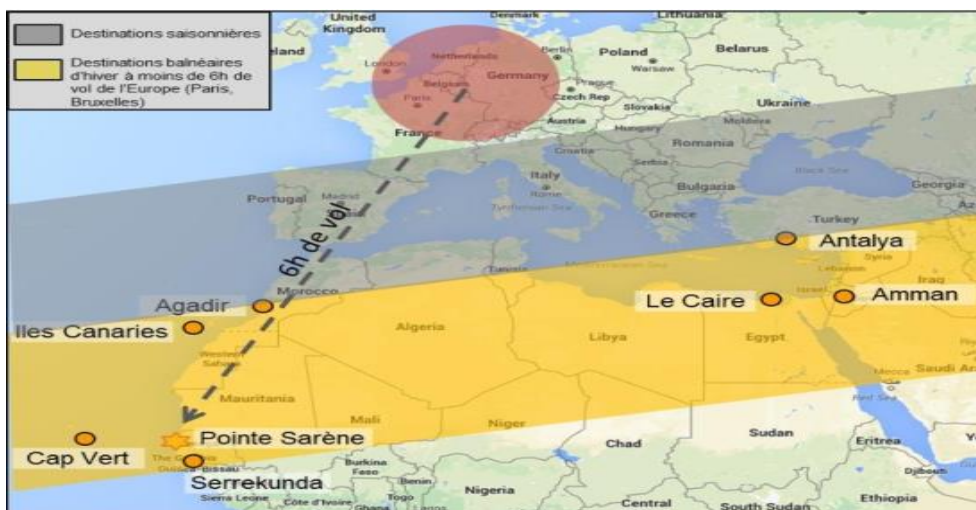 Destinations saisonnières
Destinations balnéaires
d'hiver à moins de 6h de
vol de l'Europe (Paris,
Bruxelles)
United
Kingdom
Denmark
Lithuania
Ireland
London
Netherlands
Berlin
Poland
Warsaw
Belarus
Belgium
Germany
Paris
Prague
Czech Rep
Ukraine
Slovakia
France
Austria
Hungary
Moldova
Croatia
Romania
Serbia
Italy
Rome
Bulgaria
Black Sea
Georgia
Portugal
Madrid
Tyrrhenian Sea
Greece
Turkey
6h de vol
Antalya
Syria
Lebanon
Tunisia
Mediterranean Sea
Morocco
Israel
Iraq
Agadir
Le Caire
Amman
Iles Canaries
Algeria
Libya
Egypt
Western
Sahara
Saudi Ar
Mecca
Red Sea
Mauritania
Mali
Niger
Pointe Sarène
Chad
Sudan
Eritrea
Cap Vert
The Gambia
Guinea-Bissau
Serrekunda
Burkina
Faso
Benin
Djibouti
Sierra Leone
Côte d'Ivoire
Togo
Ghana
Lagos
Nigeria
Central
South Sudan
Ethiopia